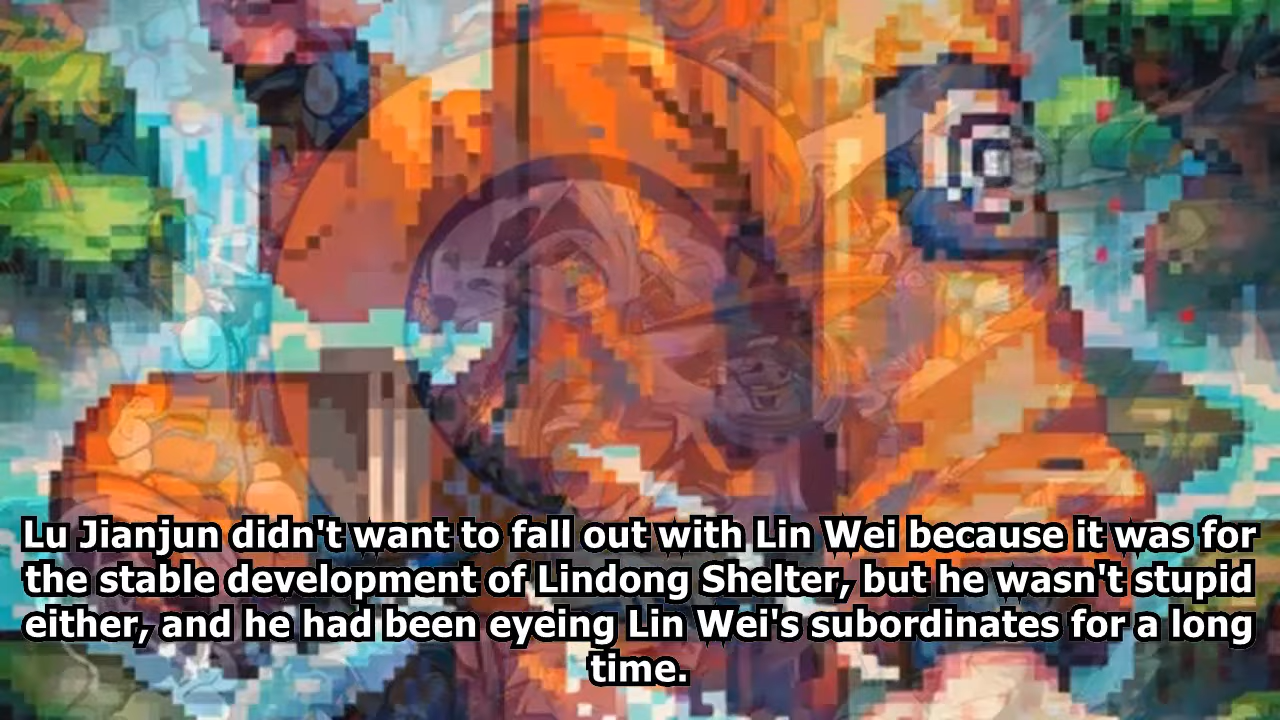 Lu Jianjun didn't want to fall out with Lin Wei because it was for
the stable development of Lindong Shelter, but he wasn't stupid
either, and he had been eyeing Lin Wei's subordinates for a long
time.